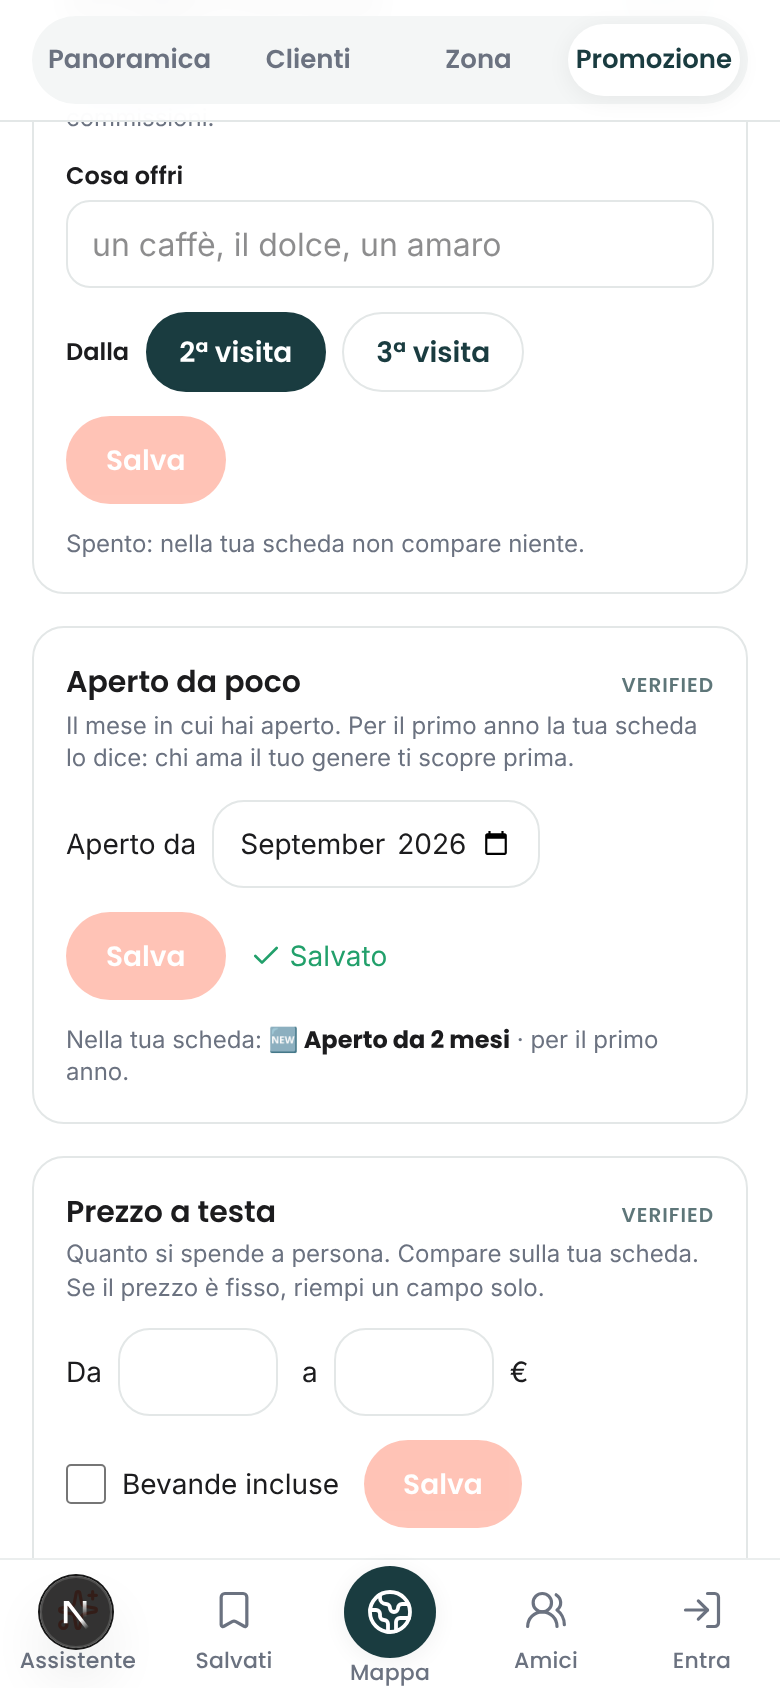 Panoramica Clienti Zona Promozione
commissioni.
Cosa offri
un caffè, il dolce, un amaro
Dalla 2ª visita 3ª visita
Salva
Spento: nella tua scheda non compare niente.
Aperto da poco VERIFIED
Il mese in cui hai aperto. Per il primo anno la tua scheda
lo dice: chi ama il tuo genere ti scopre prima.
Aperto da September 2026
Salva ✓ Salvato
Nella tua scheda: 🆕 Aperto da 2 mesi · per il primo
anno.
Prezzo a testa VERIFIED
Quanto si spende a persona. Compare sulla tua scheda.
Se il prezzo è fisso, riempi un campo solo.
Da a €
Bevande incluse Salva
N
Assistente Salvati Mappa Amici Entra